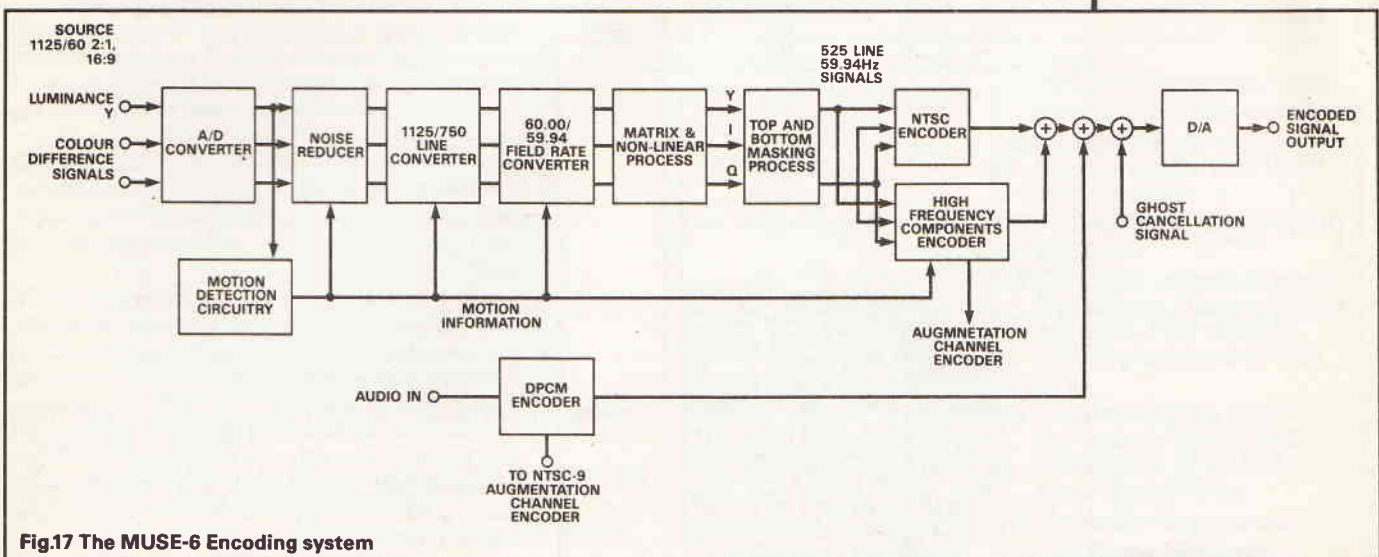 SOURCE
1125/60 2:1,
16:9
LUMINANCE
Y
COLOUR
DIFFERENCE
SIGNALS
A/D
CONVERTER
NOISE
REDUCER
1125/750
LINE
CONVERTER
60.00/
59.94
FIELD RATE
CONVERTER
MATRIX &
NON-LINEAR
PROCESS
Y
I
Q
TOP AND
BOTTOM
MASKING
PROCESS
525 LINE
59.94Hz
SIGNALS
NTSC
ENCODER
HIGH
FREQUENCY
COMPONENTS
ENCODER
+
+
+
D/A
ENCODED
SIGNAL
OUTPUT
GHOST
CANCELLATION
SIGNAL
MOTION
DETECTION
CIRCUITRY
MOTION
INFORMATION
AUGMNETATION
CHANNEL
ENCODER
AUDIO IN
DPCM
ENCODER
TO NTSC-9
AUGMENTATION
CHANNEL
ENCODER
Fig.17 The MUSE-6 Encoding system